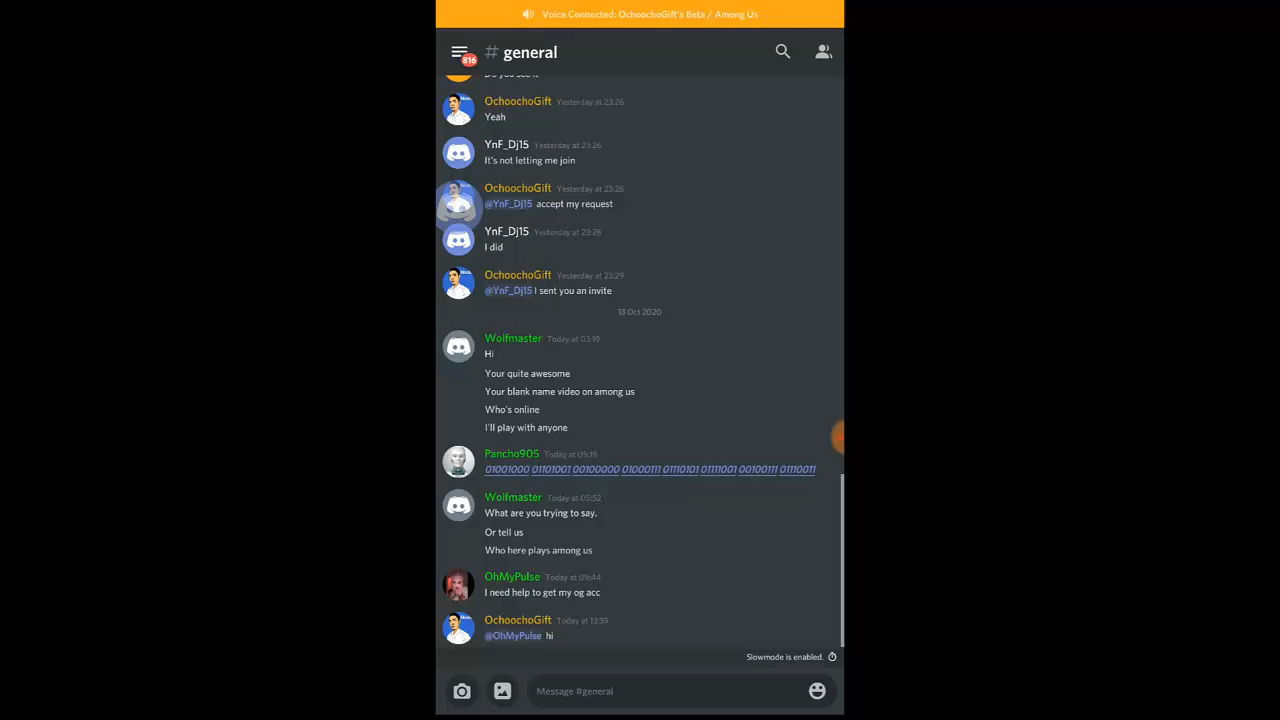 Voice Connected: OchoochoGift's Beta / Among Us
816
# general
Do you see it
OchoochoGift Yesterday at 23:26
Yeah
YnF_Dj15 Yesterday at 23:26
It's not letting me join
OchoochoGift Yesterday at 23:28
@YnF_Dj15 accept my request
YnF_Dj15 Yesterday at 23:28
I did
OchoochoGift Yesterday at 23:29
@YnF_Dj15 I sent you an invite
13 Oct 2020
Wolfmaster Today at 03:19
Hi
Your quite awesome
Your blank name video on among us
Who's online
I'll play with anyone
Pancho905 Today at 05:19
01001000 01101001 00100000 01000111 01110101 01111001 00100111 01110011
Wolfmaster Today at 05:52
What are you trying to say.
Or tell us
Who here plays among us
OhMyPulse Today at 09:44
I need help to get my og acc
OchoochoGift Today at 13:39
@OhMyPulse hi
Slowmode is enabled.
Message #general